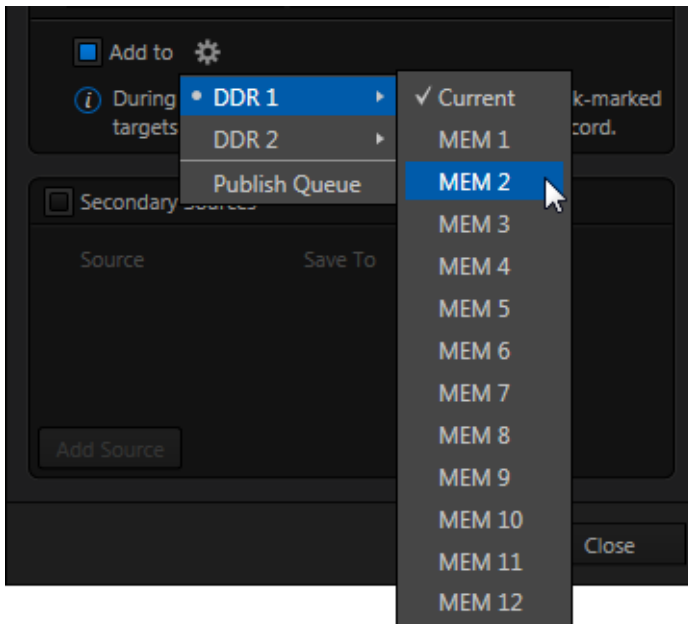 Add to
During
k-marked
targets
cord.
DDR 1
✓ Current
DDR 2
MEM 1
Publish Queue
MEM 2
Secondary
MEM 3
Source
Save To
MEM 4
MEM 5
MEM 6
MEM 7
MEM 8
Add Source
MEM 9
MEM 10
Close
MEM 11
MEM 12